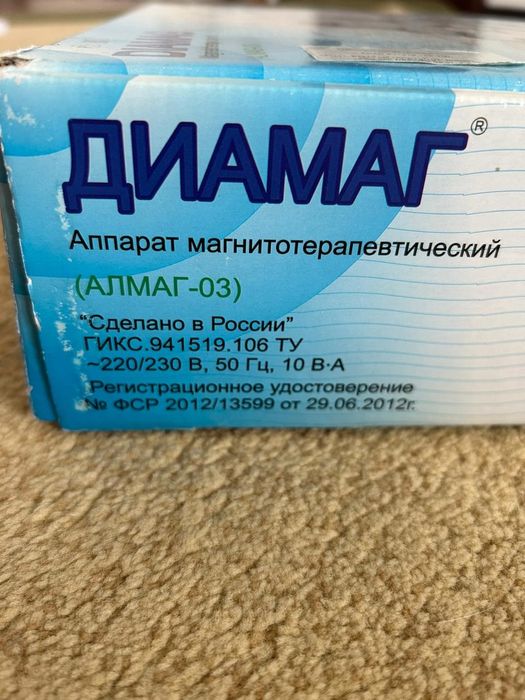 ДИАМАГ
ДИАМАГ®
Аппарат магнитотерапевтический
(АЛМАГ-03)
"Сделано в России"
ГИКС.941519.106 ТУ
~220/230 В, 50 Гц, 10 В·А
Регистрационное удостоверение
№ ФСР 2012/13599 от 29.06.2012г.